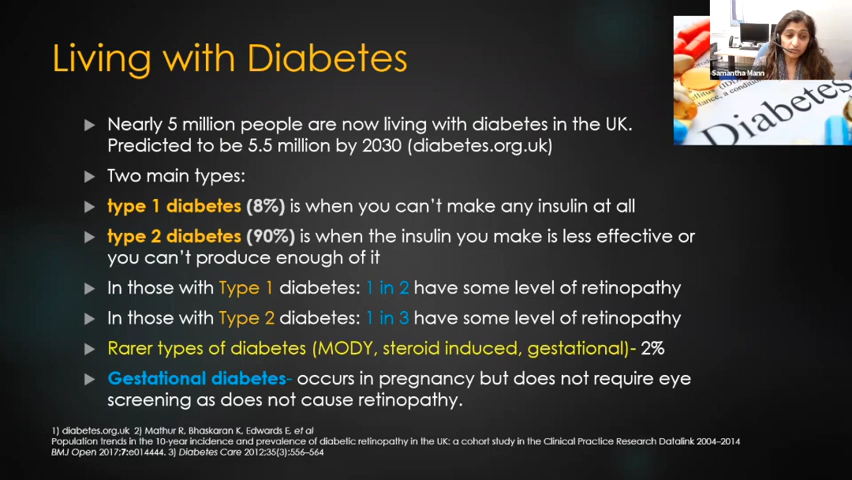 Living with Diabetes
Samantha Mann
Diabetes
Nearly 5 million people are now living with diabetes in the UK.
Predicted to be 5.5 million by 2030 (diabetes.org.uk)
Two main types:
type 1 diabetes (8%) is when you can't make any insulin at all
type 2 diabetes (90%) is when the insulin you make is less effective or
you can't produce enough of it
In those with Type 1 diabetes: 1 in 2 have some level of retinopathy
In those with Type 2 diabetes: 1 in 3 have some level of retinopathy
Rarer types of diabetes (MODY, steroid induced, gestational)- 2%
Gestational diabetes- occurs in pregnancy but does not require eye
screening as does not cause retinopathy.
1) diabetes.org.uk 2) Mathur R, Bhaskaran K, Edwards E, et al
Population trends in the 10-year incidence and prevalence of diabetic retinopathy in the UK: a cohort study in the Clinical Practice Research Datalink 2004–2014
BMJ Open 2017;7:e014444. 3) Diabetes Care 2012;35(3):556–564